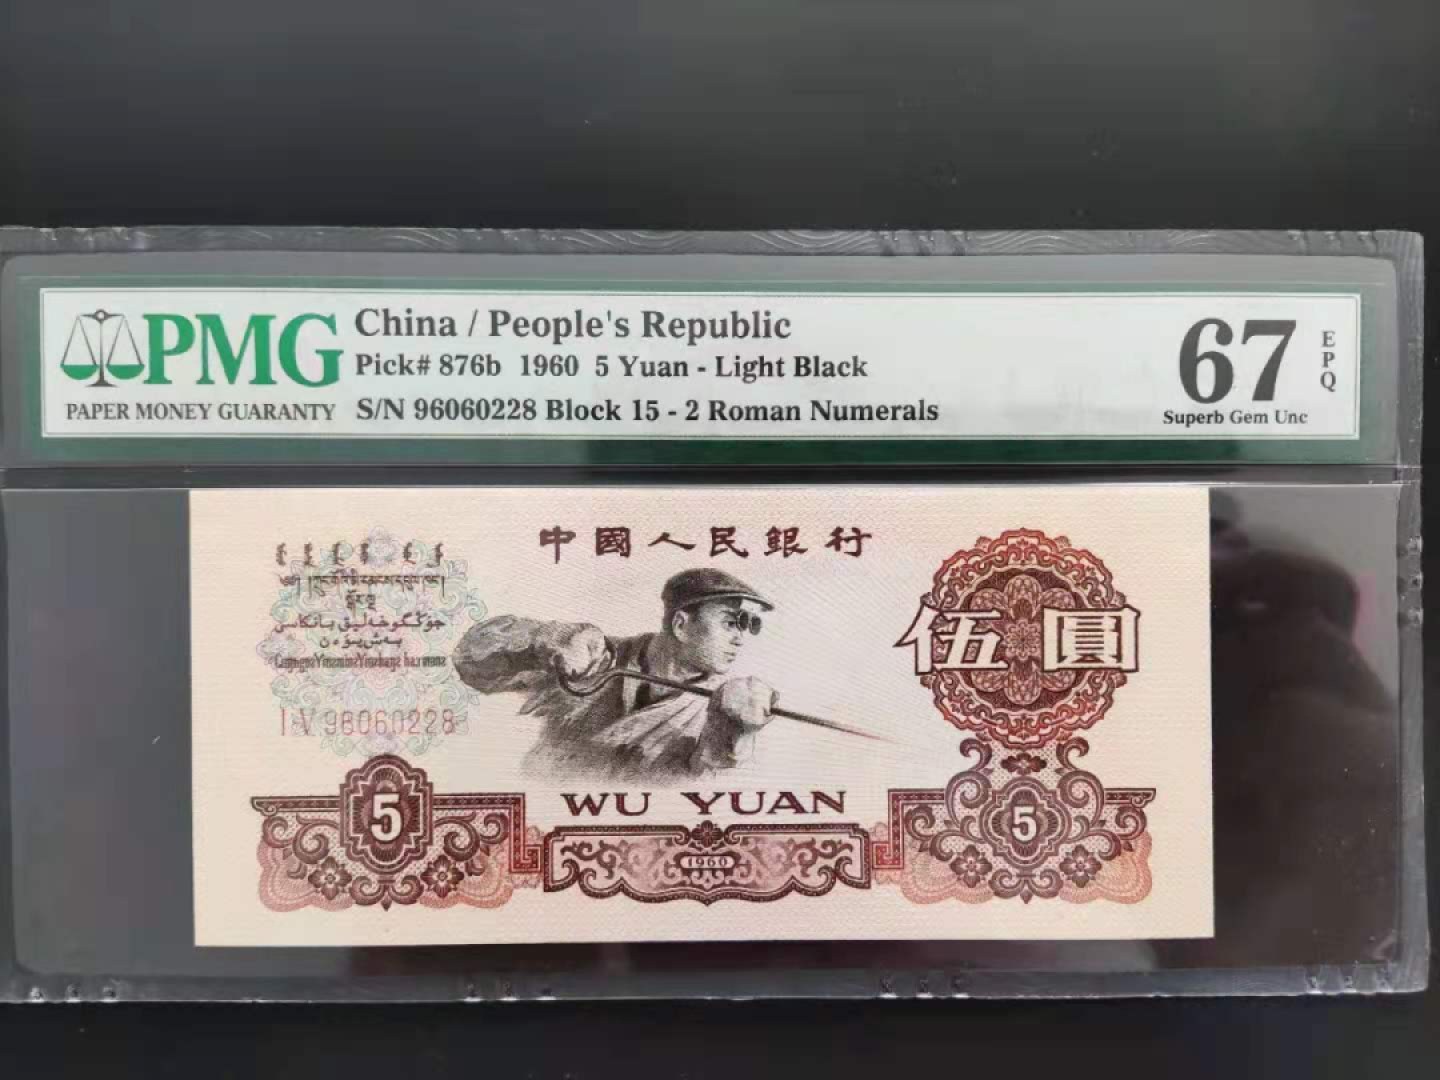 PMG
PAPER MONEY GUARANTY
China / People's Republic
Pick# 876b 1960 5 Yuan - Light Black
S/N 96060228 Block 15 - 2 Roman Numerals
67
EPQ
Superb Gem Unc
中國人民銀行
伍圓
I V 96060228
5
WU YUAN
1960
5